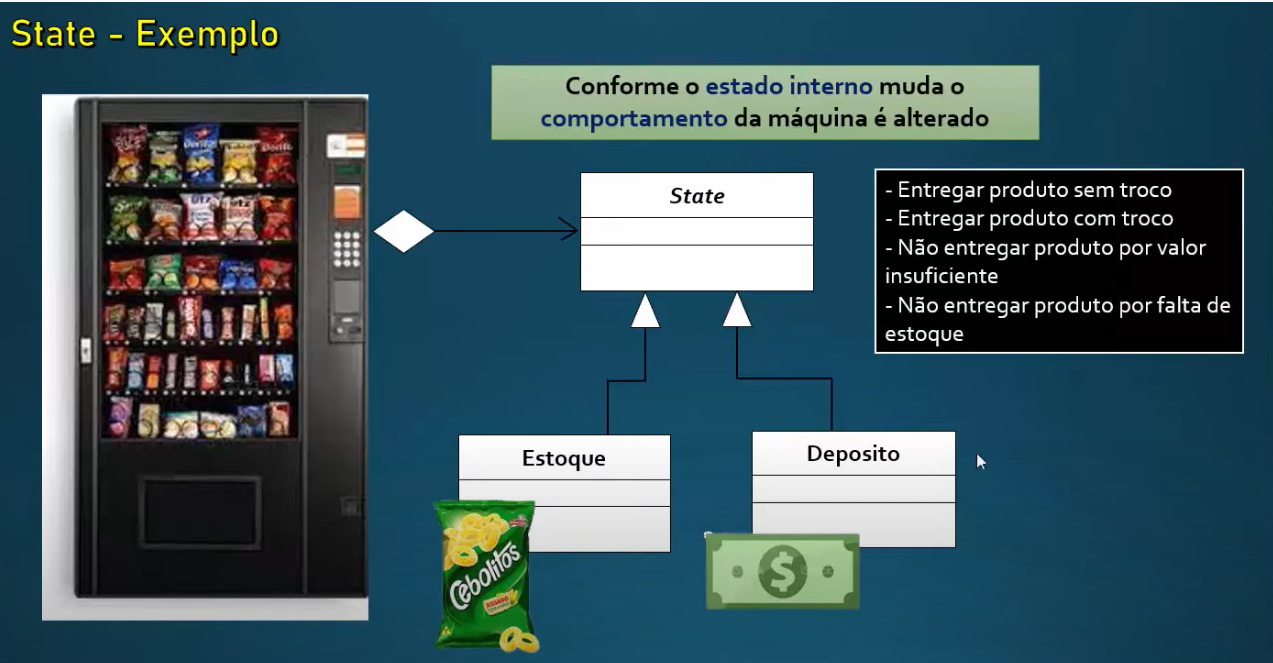 State - Exemplo
Conforme o estado interno muda o
comportamento da máquina é alterado
State
- Entregar produto sem troco
- Entregar produto com troco
- Não entregar produto por valor
insuficiente
- Não entregar produto por falta de
estoque
Estoque
Deposito
Cebolitos
ASSADO
$